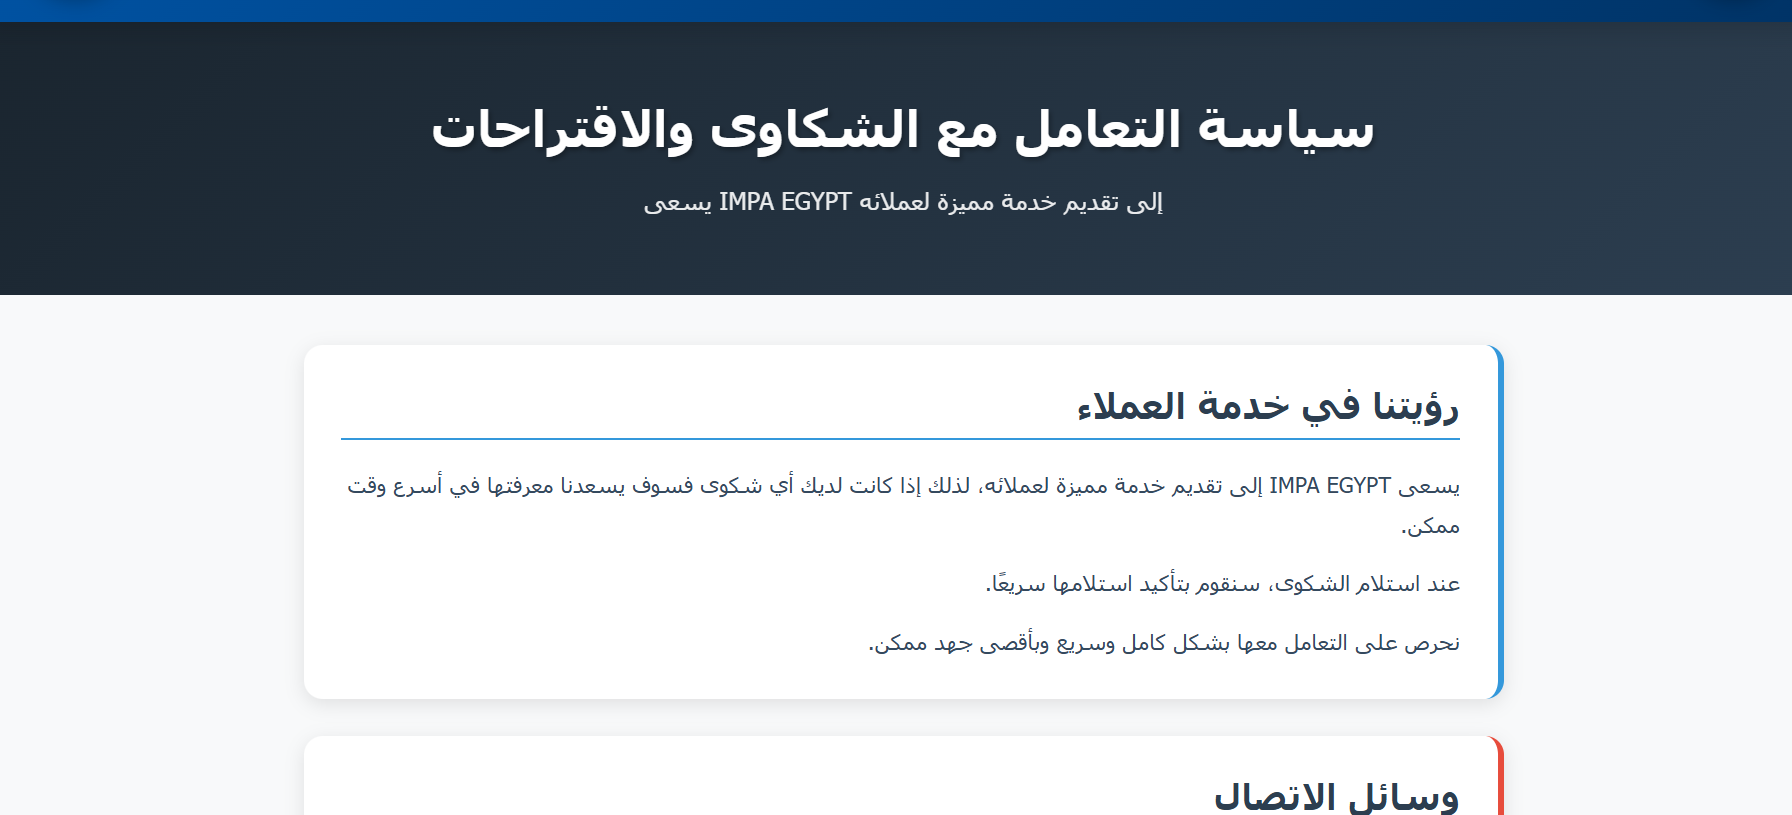 سياسة التعامل مع الشكاوى والاقتراحات
إلى تقديم خدمة مميزة لعملائه IMPA EGYPT يسعى
رؤيتنا في خدمة العملاء
يسعى IMPA EGYPT إلى تقديم خدمة مميزة لعملائه، لذلك إذا كانت لديك أي شكوى فسوف يسعدنا معرفتها في أسرع وقت
ممكن.
عند استلام الشكوى، سنقوم بتأكيد استلامها سريعًا.
نحرص على التعامل معها بشكل كامل وسريع وبأقصى جهد ممكن.
وسائل الاتصال